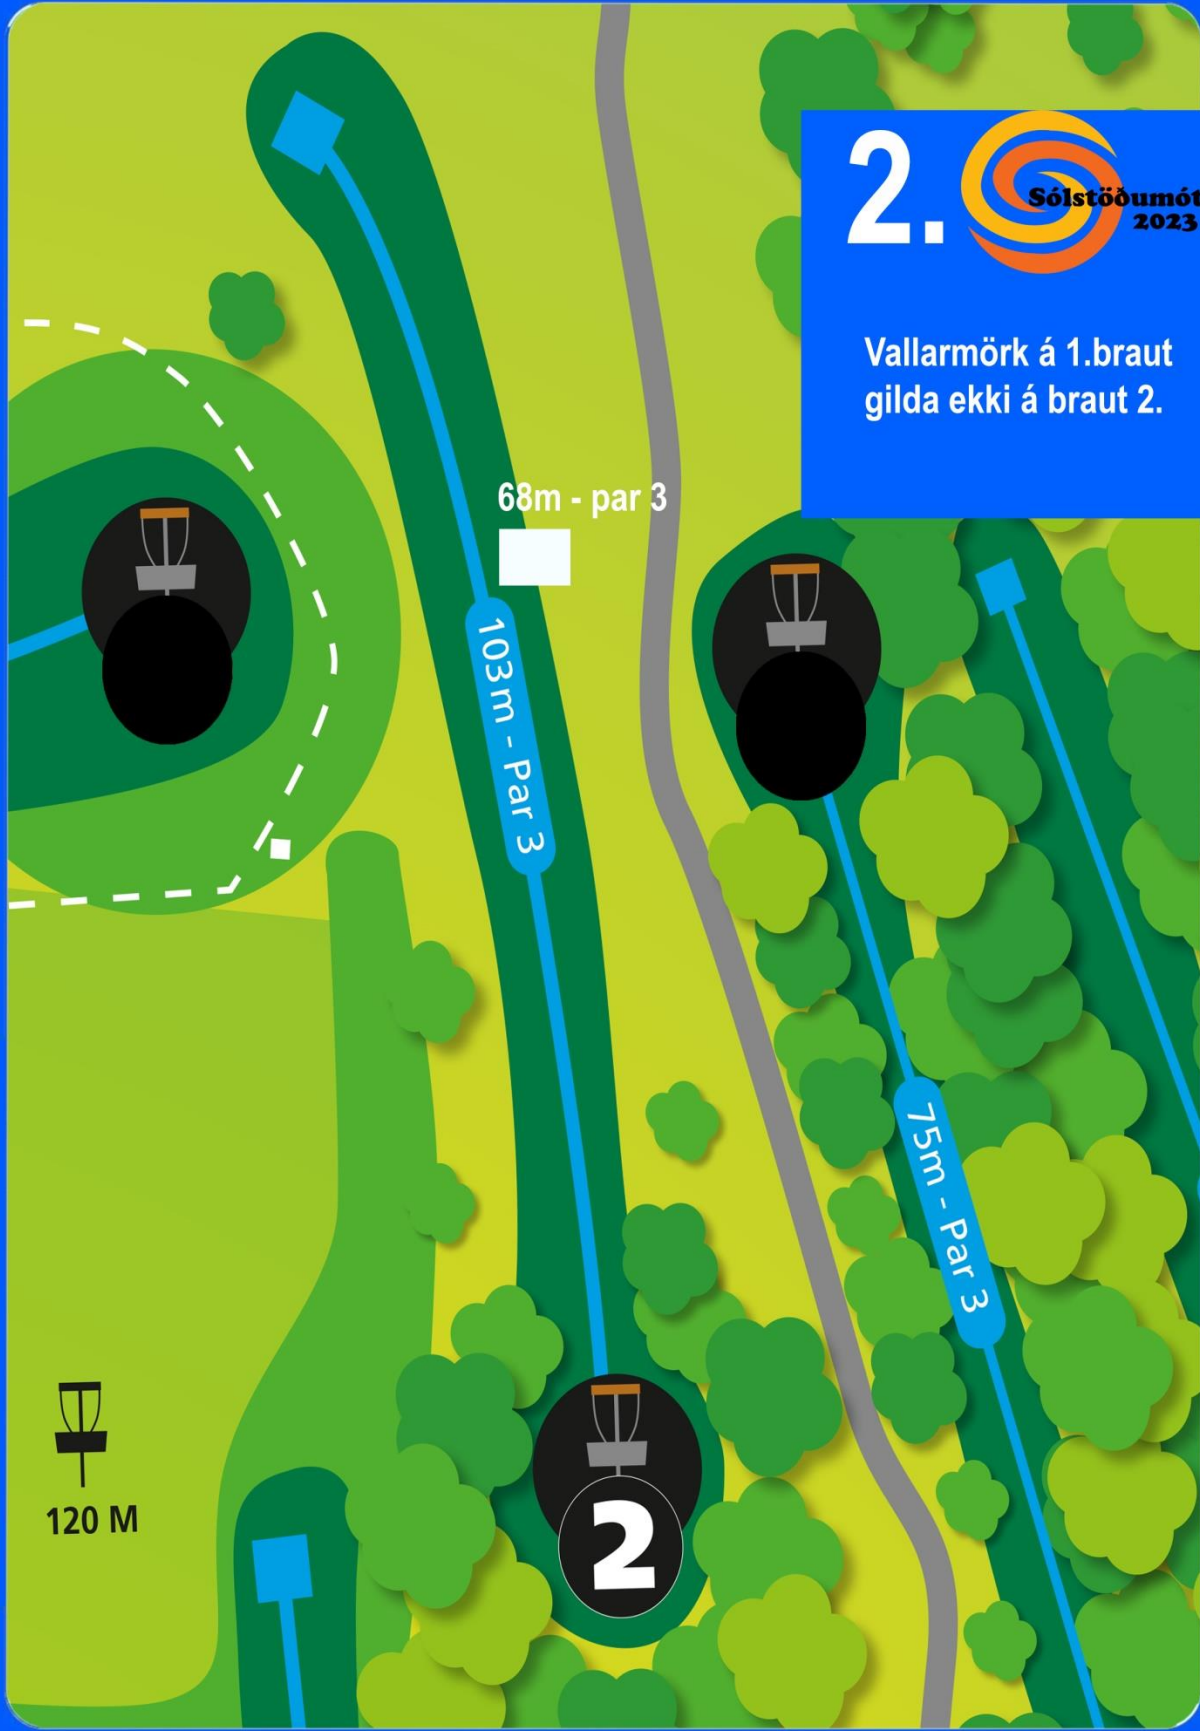 2.
Sólstöðumót
2023
Vallarmörk á 1.braut
gilda ekki á braut 2.
68m - par 3
103m - Par 3
75m - Par 3
120 M
2